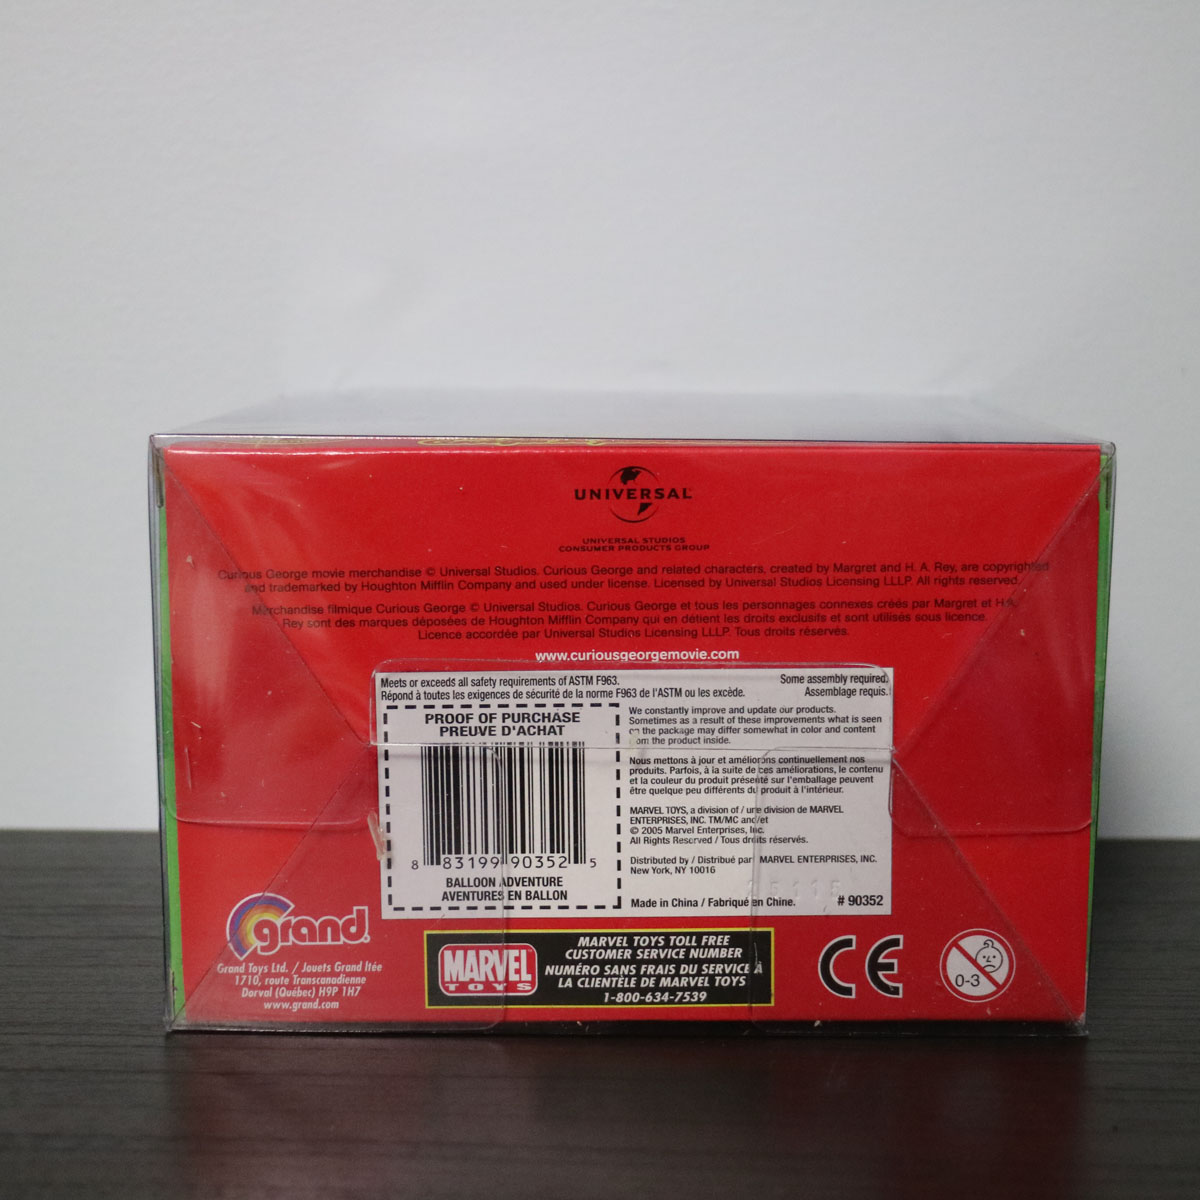 UNIVERSAL
UNIVERSAL STUDIOS
CONSUMER PRODUCTS GROUP
Curious George movie merchandise © Universal Studios. Curious George and related characters, created by Margret and H. A. Rey, are copyrighted
and trademarked by Houghton Mifflin Company and used under license. Licensed by Universal Studios Licensing LLLP. All rights reserved.
Merchandise filmique Curious George © Universal Studios. Curious George et tous les personnages connexes créés par Margret et H.A.
Rey sont des marques déposées de Houghton Mifflin Company qui en détient les droits exclusifs et sont utilisés sous licence.
Licence accordée par Universal Studios Licensing LLLP. Tous droits réservés.
www.curiousgeorgemovie.com
Meets or exceeds all safety requirements of ASTM F963.
Répond à toutes les exigences de sécurité de la norme F963 de l'ASTM ou les excède.
Some assembly required.
Assemblage requis.
PROOF OF PURCHASE
PREUVE D'ACHAT
8 83199 90352 5
BALLOON ADVENTURE
AVENTURES EN BALLON
We constantly improve and update our products.
Sometimes as a result of these improvements what is seen
on the package may differ somewhat in color and content
from the product inside.
Nous mettons à jour et améliorons continuellement nos
produits. Parfois, à la suite de ces améliorations, le contenu
et la couleur du produit présenté sur l'emballage peuvent
être quelque peu différents du produit à l'intérieur.
MARVEL TOYS, a division of / une division de MARVEL
ENTERPRISES, INC. TM/MC and/et
© 2005 Marvel Enterprises, Inc.
All Rights Reserved / Tous droits réservés.
Distributed by / Distribué par MARVEL ENTERPRISES, INC.
New York, NY 10016
Made in China / Fabriqué en Chine.
# 90352
grand
Grand Toys Ltd. / Jouets Grand ltée
1710, route Transcanadienne
Dorval (Québec) H9P 1H7
www.grand.com
MARVEL
TOYS
MARVEL TOYS TOLL FREE
CUSTOMER SERVICE NUMBER
NUMÉRO SANS FRAIS DU SERVICE À
LA CLIENTÈLE DE MARVEL TOYS
1-800-634-7539
CE
0-3